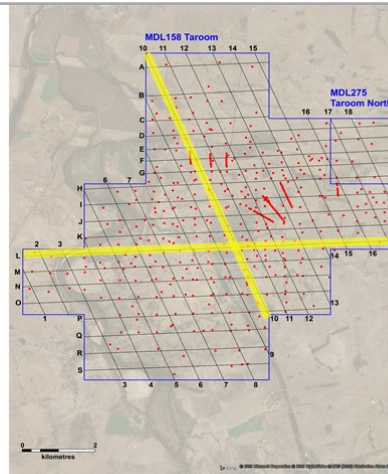 MDL158 Taroom
10 11 12 13 14 15
A
MDL275
Taroom Nort
B
16 17 18
C
D
E
F
G
6 7
H
I
J
K
2 3
L
14 15 16
M
N
O
13
1
P
10 11 12
Q
R
9
S
3 4 5 6 7 8
0 2
kilometres